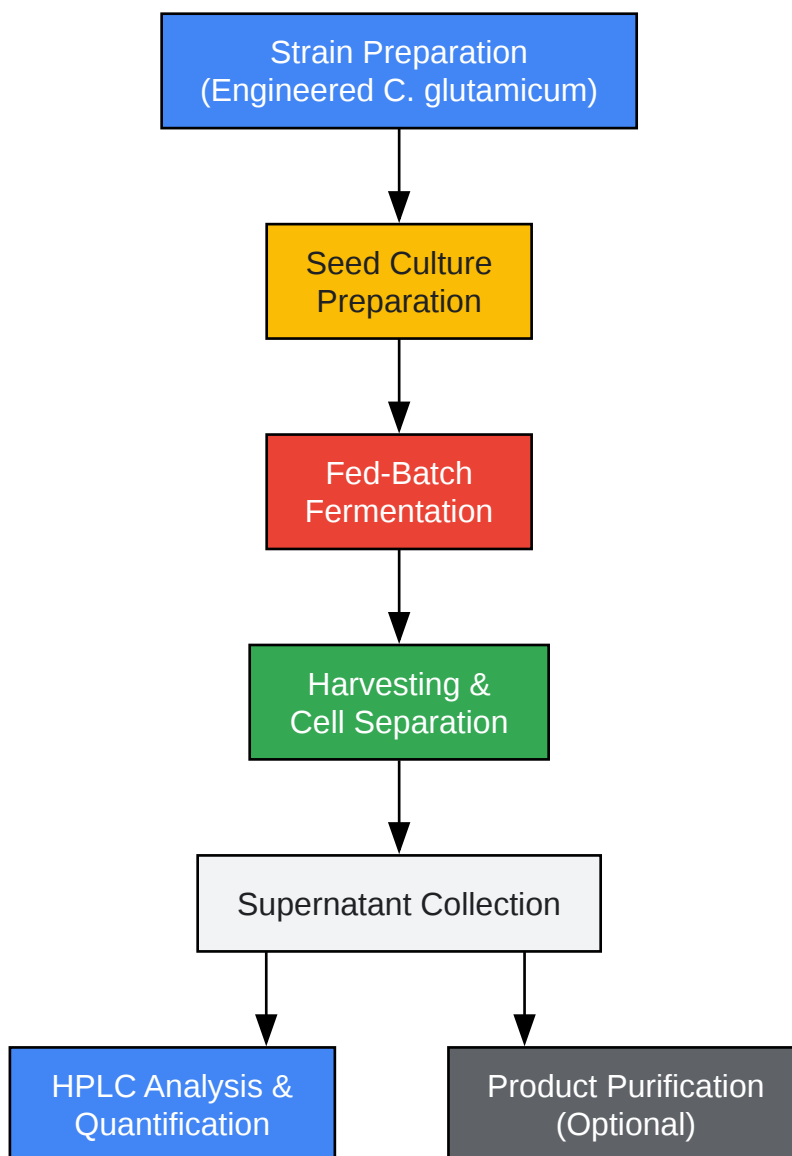 Strain Preparation
(Engineered C. glutamicum)
Seed Culture
Preparation
Fed-Batch
Fermentation
Harvesting &
Cell Separation
Supernatant Collection
HPLC Analysis &
Quantification
Product Purification
(Optional)